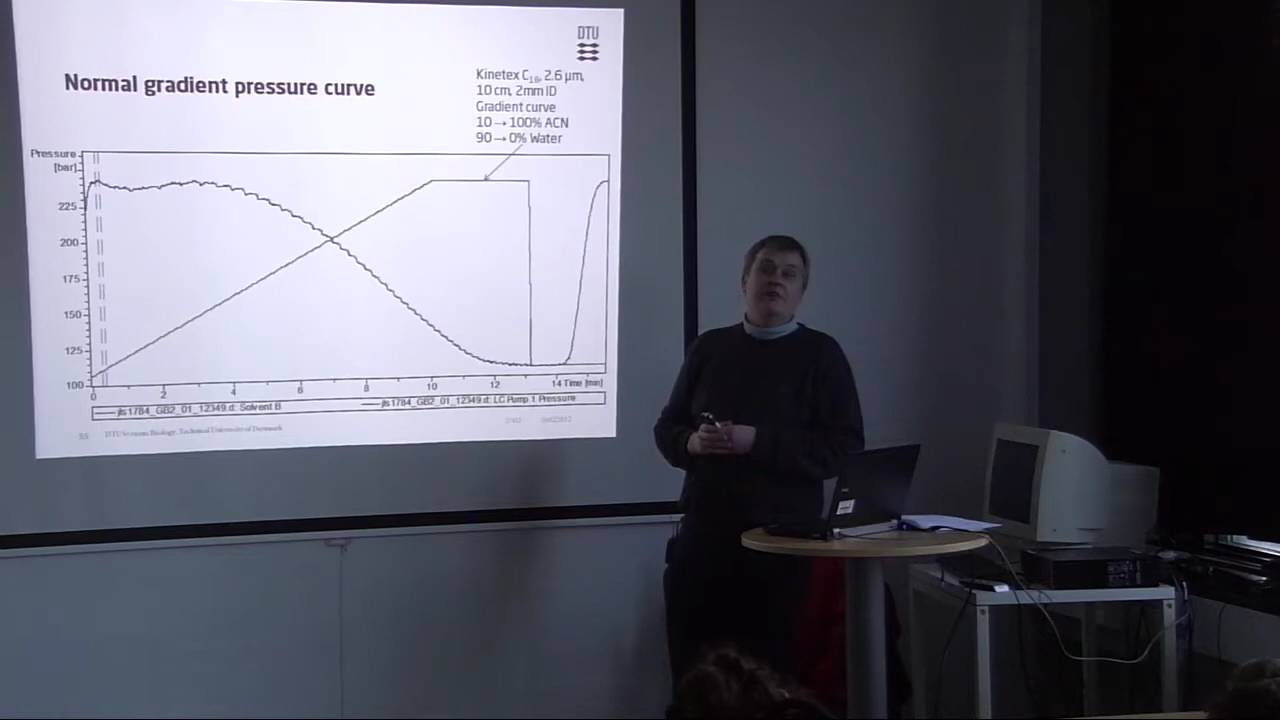 DTU
Normal gradient pressure curve
Kinetex C18, 2.6 µm,
10 cm, 2mm ID
Gradient curve
10 → 100% ACN
90 → 0% Water
Pressure
[bar]
225
200
175
150
125
100
0 2 4 6 8 10 12 14 Time [min]
jls1784_GB2_01_12349.d: Solvent B jls1784_GB2_01_12349.d: LC Pump 1 Pressure
DTU Systems Biology, Technical University of Denmark